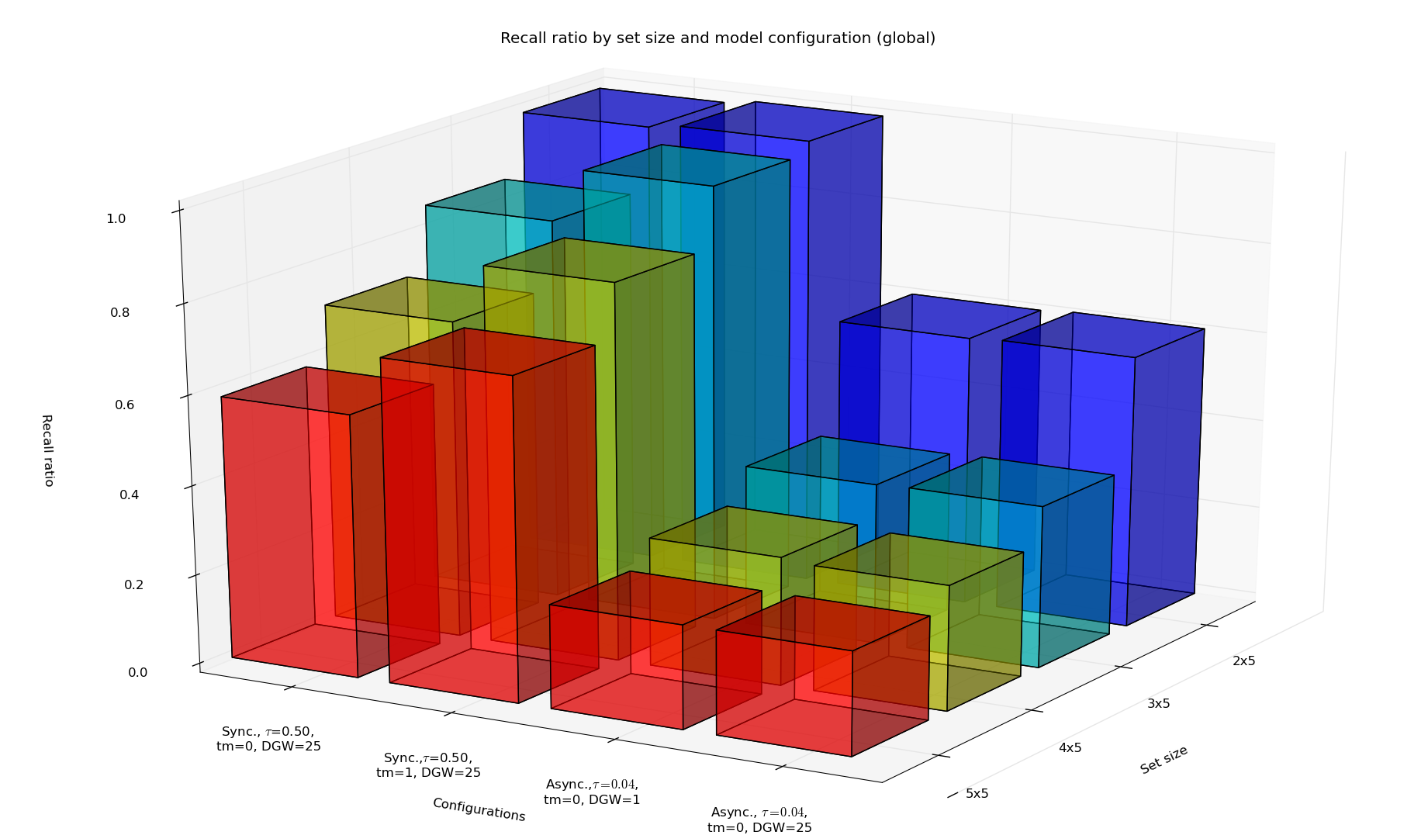 Recall ratio by set size and model configuration (global)
1.0
0.8
0.6
0.4
0.2
0.0
Recall ratio
Sync., τ=0.50,
tm=0, DGW=25
Sync.,τ=0.50,
tm=1, DGW=25
Async.,τ=0.04,
tm=0, DGW=1
Async., τ=0.04,
tm=0, DGW=25
Configurations
2x5
3x5
4x5
5x5
Set size